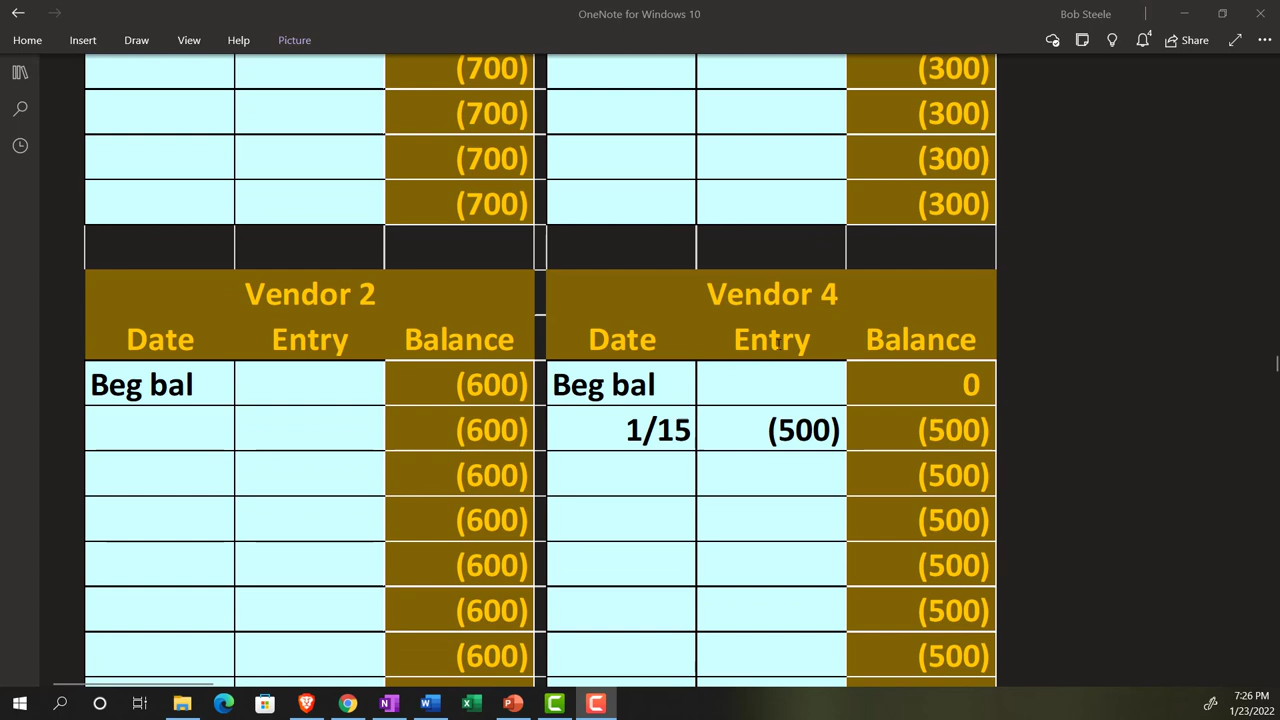 OneNote for Windows 10
Bob Steele
Home Insert Draw View Help Picture
4 Share
(700) (300)
(700) (300)
(700) (300)
(700) (300)
Vendor 2 Vendor 4
Date Entry Balance Date Entry Balance
Beg bal (600) Beg bal 0
(600) 1/15 (500) (500)
(600) (500)
(600) (500)
(600) (500)
(600) (500)
(600) (500)
7:26 PM
1/23/2022